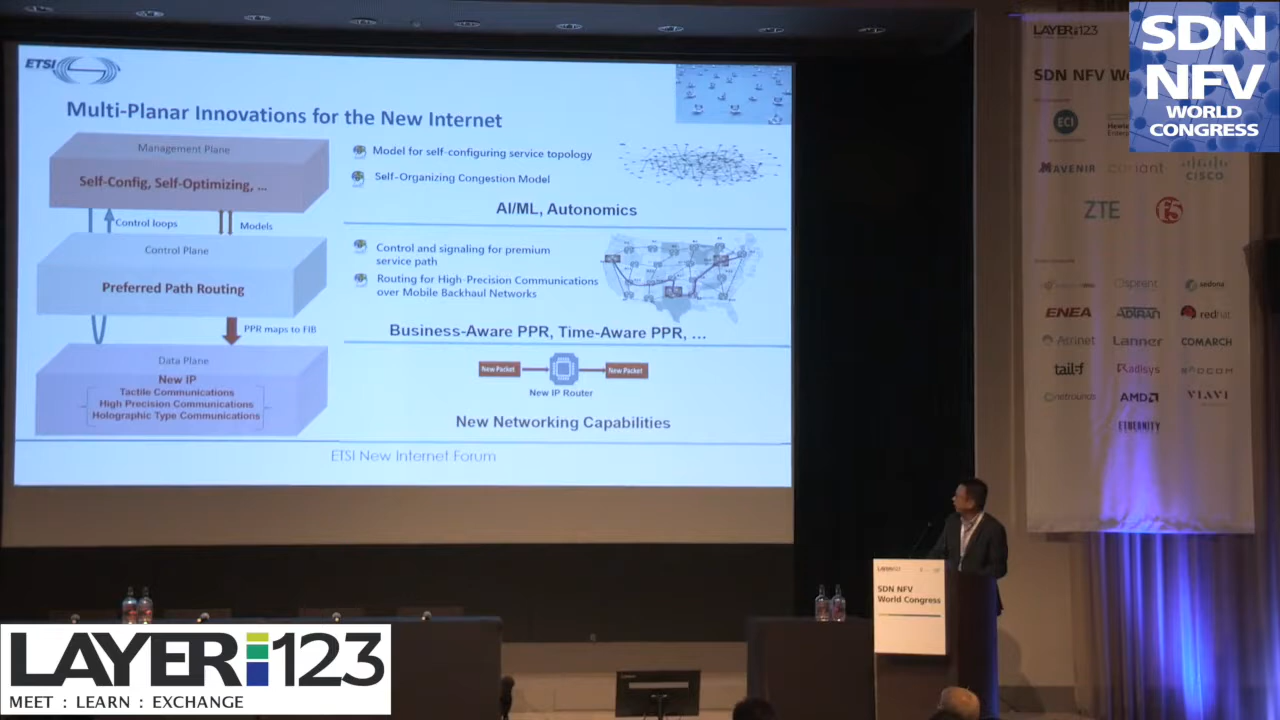 ETSI
Multi-Planar Innovations for the New Internet
Management Plane
Self-Config, Self-Optimizing, ...
Control loops
Models
Control Plane
Preferred Path Routing
PPR maps to FIB
Data Plane
New IP
Tactile Communications
High Precision Communications
Holographic Type Communications
Model for self-configuring service topology
Self-Organizing Congestion Model
AI/ML, Autonomics
Control and signaling for premium
service path
Routing for High-Precision Communications
over Mobile Backhaul Networks
Business-Aware PPR, Time-Aware PPR, ...
New Packet
New Packet
New IP Router
New Networking Capabilities
ETSI New Internet Forum
LAYER123
SDN NFV
ECI
MAVENIR
coriant
CISCO
ZTE
F5
sedona
ENEA
ADTRAN
redhat
Atrinet
Lanner
COMARCH
tail-f
Radisys
RADCOM
AMD
VIAVI
ETHERNITY
SDN
NFV
WORLD
CONGRESS
SDN NFV
World Congress
LAYER123
MEET : LEARN : EXCHANGE